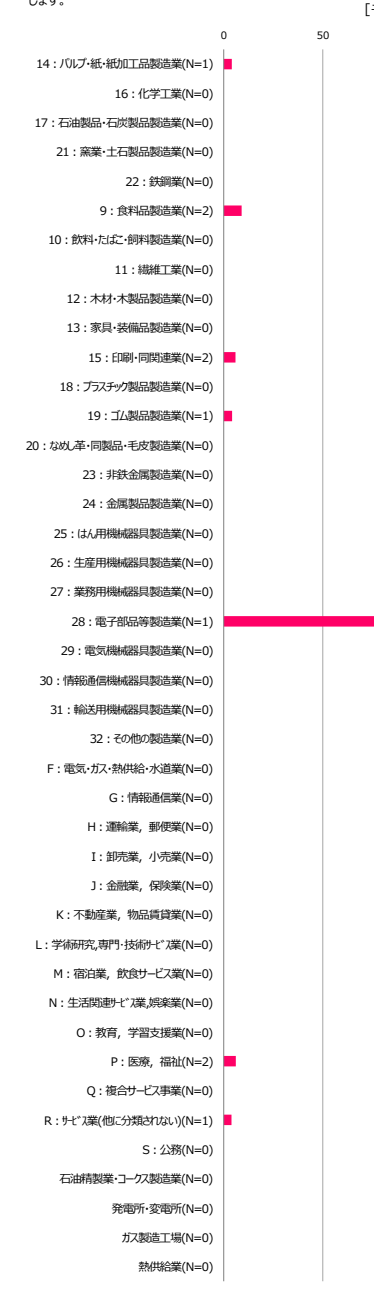 します。
[
0 50
14：パルプ・紙・紙加工品製造業(N=1)
16：化学工業(N=0)
17：石油製品・石炭製品製造業(N=0)
21：窯業・土石製品製造業(N=0)
22：鉄鋼業(N=0)
9：食料品製造業(N=2)
10：飲料・たばこ・飼料製造業(N=0)
11：繊維工業(N=0)
12：木材・木製品製造業(N=0)
13：家具・装備品製造業(N=0)
15：印刷・同関連業(N=2)
18：プラスチック製品製造業(N=0)
19：ゴム製品製造業(N=1)
20：なめし革・同製品・毛皮製造業(N=0)
23：非鉄金属製造業(N=0)
24：金属製品製造業(N=0)
25：はん用機械器具製造業(N=0)
26：生産用機械器具製造業(N=0)
27：業務用機械器具製造業(N=0)
28：電子部品等製造業(N=1)
29：電気機械器具製造業(N=0)
30：情報通信機械器具製造業(N=0)
31：輸送用機械器具製造業(N=0)
32：その他の製造業(N=0)
F：電気・ガス・熱供給・水道業(N=0)
G：情報通信業(N=0)
H：運輸業，郵便業(N=0)
I：卸売業，小売業(N=0)
J：金融業，保険業(N=0)
K：不動産業，物品賃貸業(N=0)
L：学術研究,専門・技術ｻｰﾋﾞｽ業(N=0)
M：宿泊業，飲食サービス業(N=0)
N：生活関連ｻｰﾋﾞｽ業,娯楽業(N=0)
O：教育，学習支援業(N=0)
P：医療，福祉(N=2)
Q：複合サービス事業(N=0)
R：ｻｰﾋﾞｽ業(他に分類されない)(N=1)
S：公務(N=0)
石油精製業・コークス製造業(N=0)
発電所・変電所(N=0)
ガス製造工場(N=0)
熱供給業(N=0)